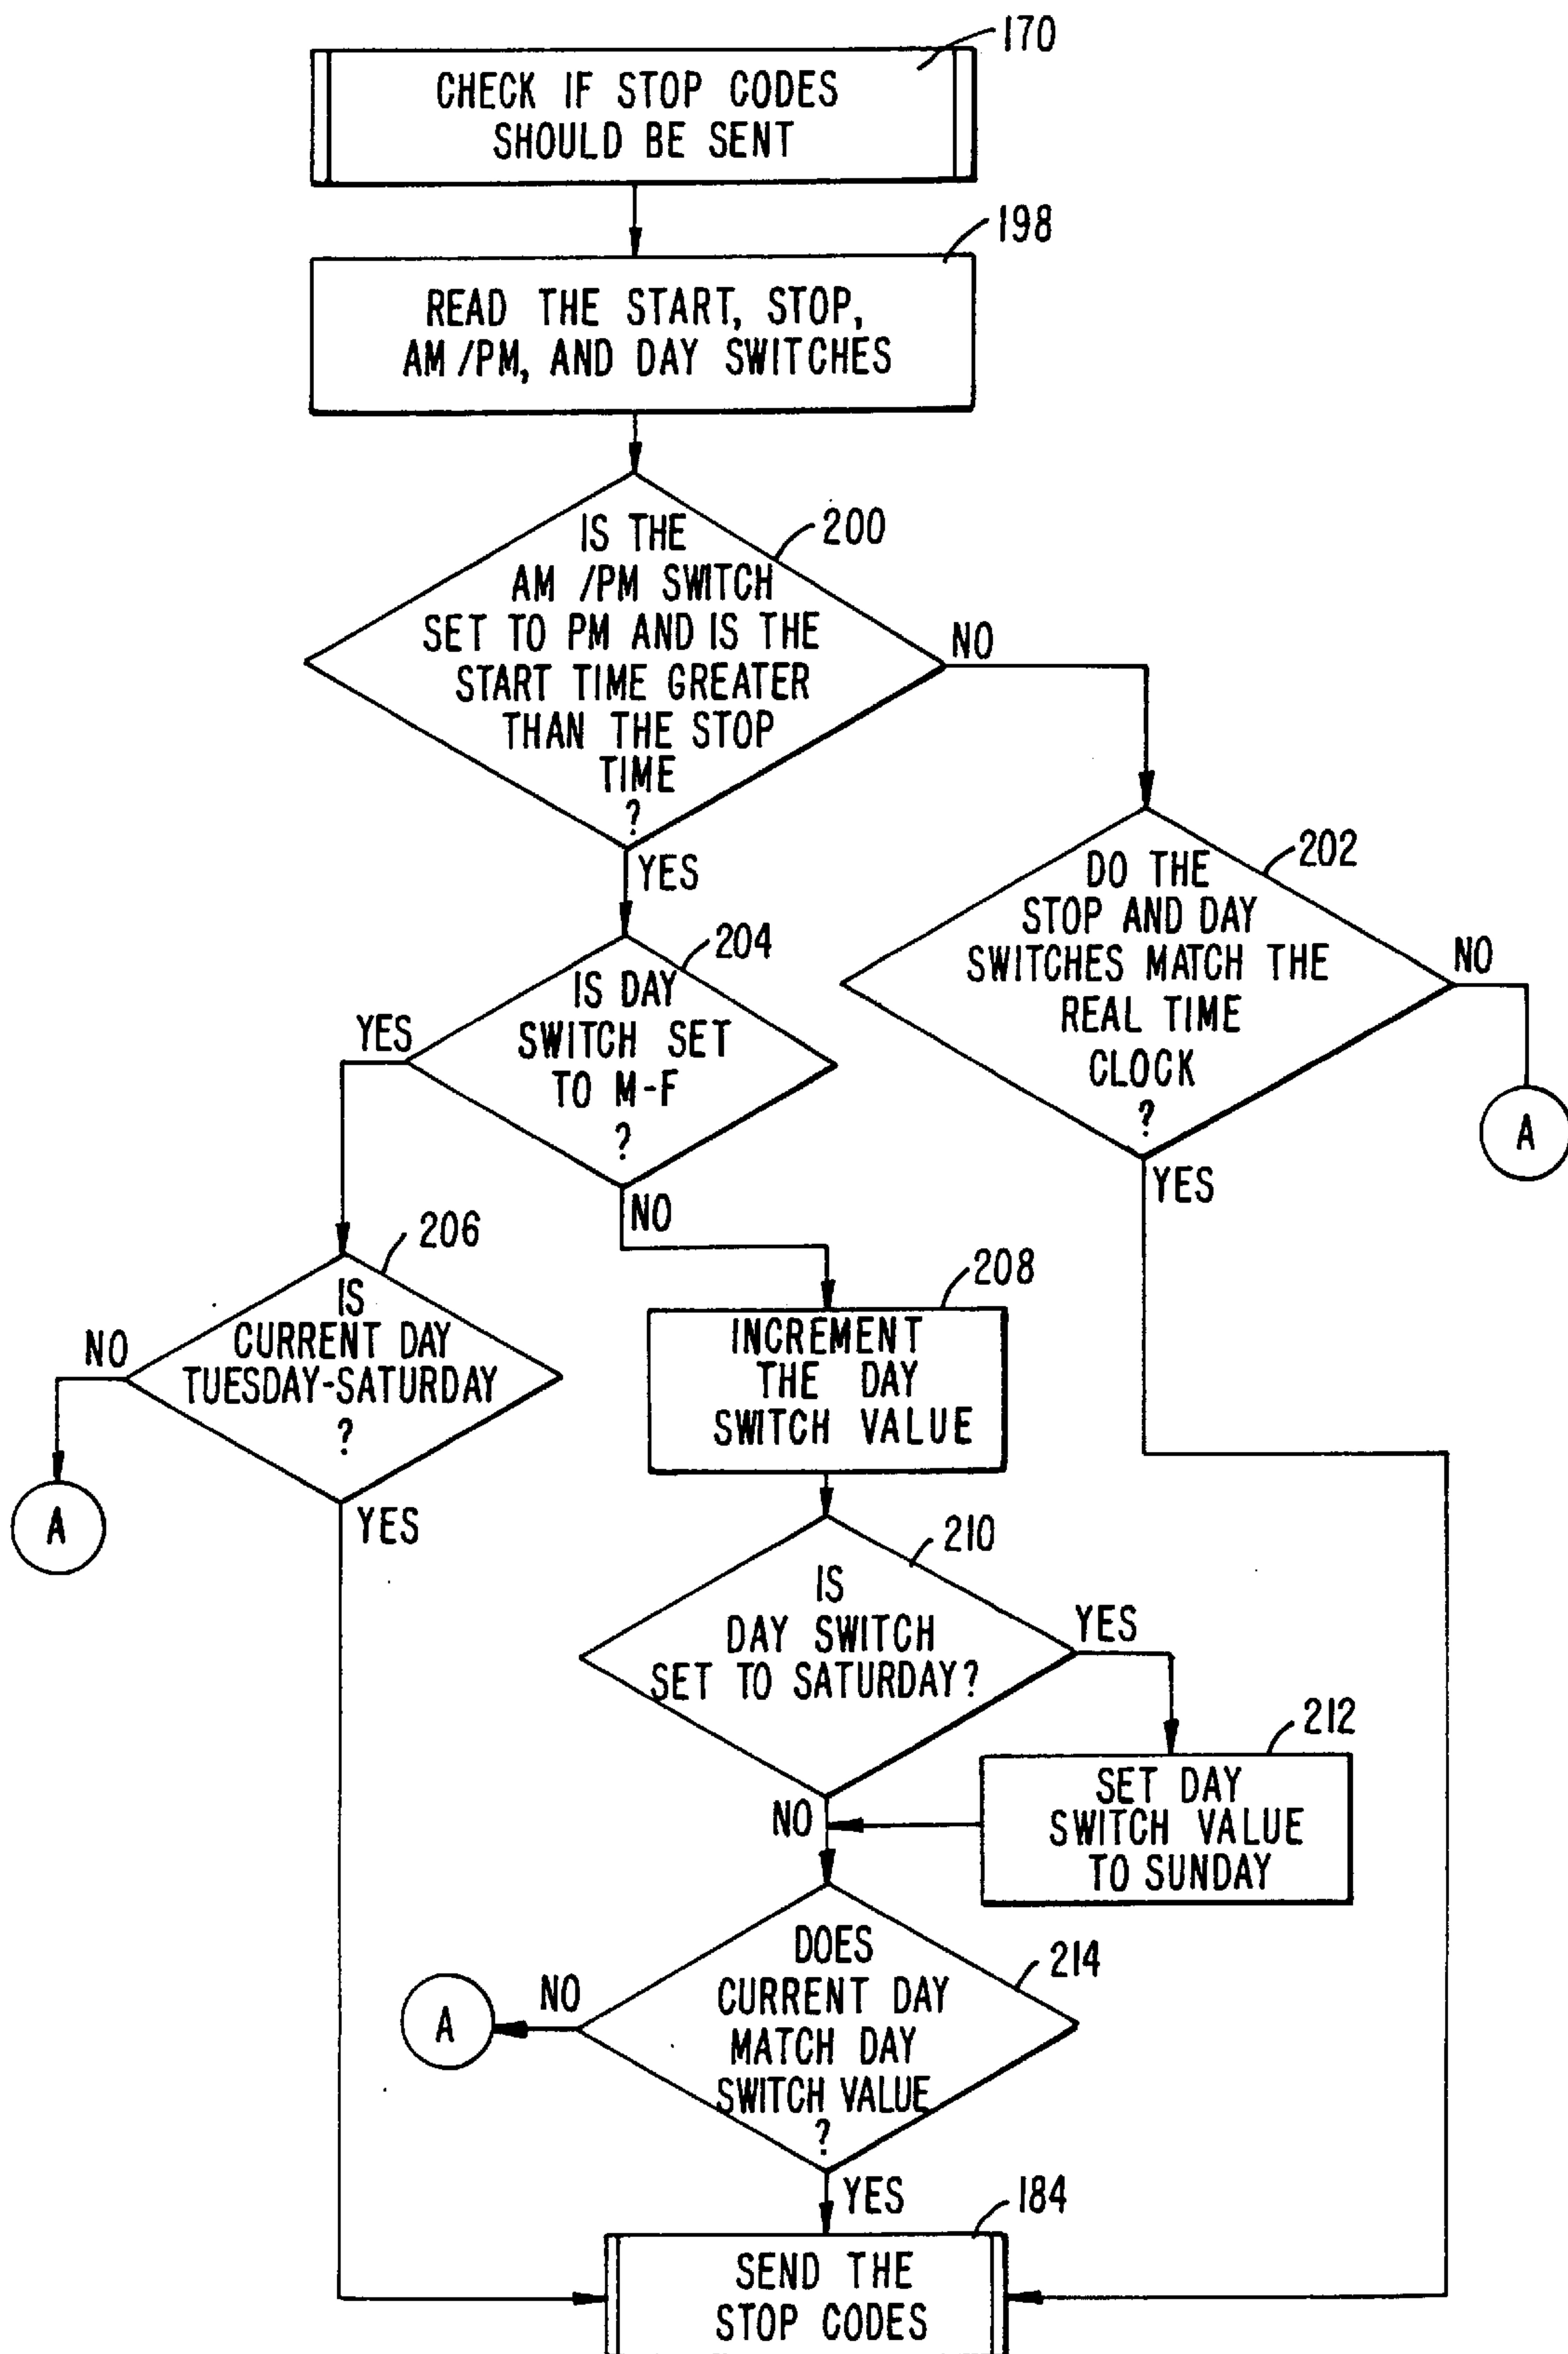 170
CHECK IF STOP CODES
SHOULD BE SENT
198
READ THE START, STOP,
AM/PM, AND DAY SWITCHES
200
IS THE
AM/PM SWITCH
SET TO PM AND IS THE
START TIME GREATER
THAN THE STOP
TIME
?
NO
YES
202
DO THE
STOP AND DAY
SWITCHES MATCH THE
REAL TIME
CLOCK
?
NO
A
YES
204
IS DAY
SWITCH SET
TO M-F
?
YES
NO
206
IS
CURRENT DAY
TUESDAY-SATURDAY
?
NO
A
YES
208
INCREMENT
THE DAY
SWITCH VALUE
210
IS
DAY SWITCH
SET TO SATURDAY?
YES
NO
212
SET DAY
SWITCH VALUE
TO SUNDAY
214
DOES
CURRENT DAY
MATCH DAY
SWITCH VALUE
?
NO
A
YES
184
SEND THE
STOP CODES